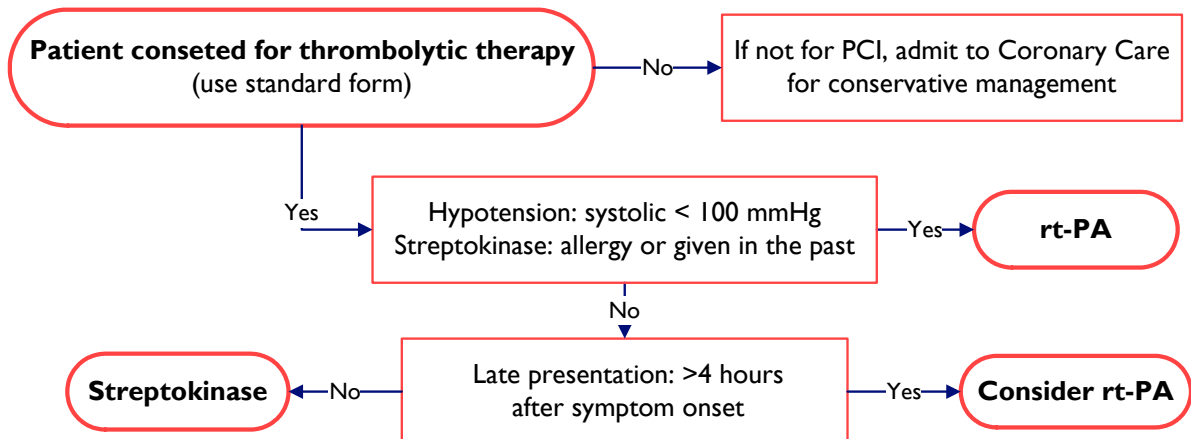 Patient conseted for thrombolytic therapy
(use standard form)
No
If not for PCI, admit to Coronary Care
for conservative management
Yes
Hypotension: systolic < 100 mmHg
Streptokinase: allergy or given in the past
Yes
rt-PA
No
Late presentation: >4 hours
after symptom onset
No
Streptokinase
Yes
Consider rt-PA